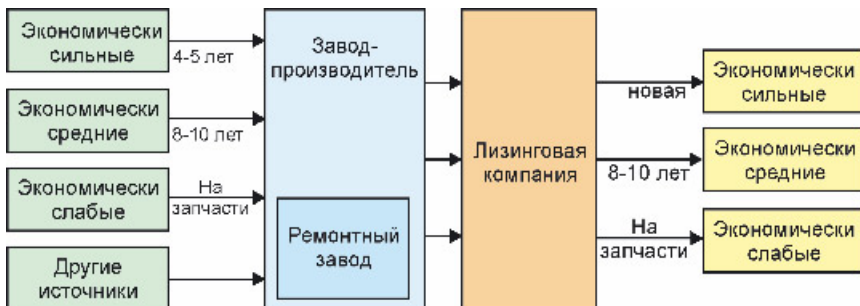 Экономически
сильные
4-5 лет
Экономически
средние
8-10 лет
Экономически
слабые
На
запчасти
Другие
источники
Завод-
производитель
Ремонтный
завод
Лизинговая
компания
новая
8-10 лет
На
запчасти
Экономически
сильные
Экономически
средние
Экономически
слабые